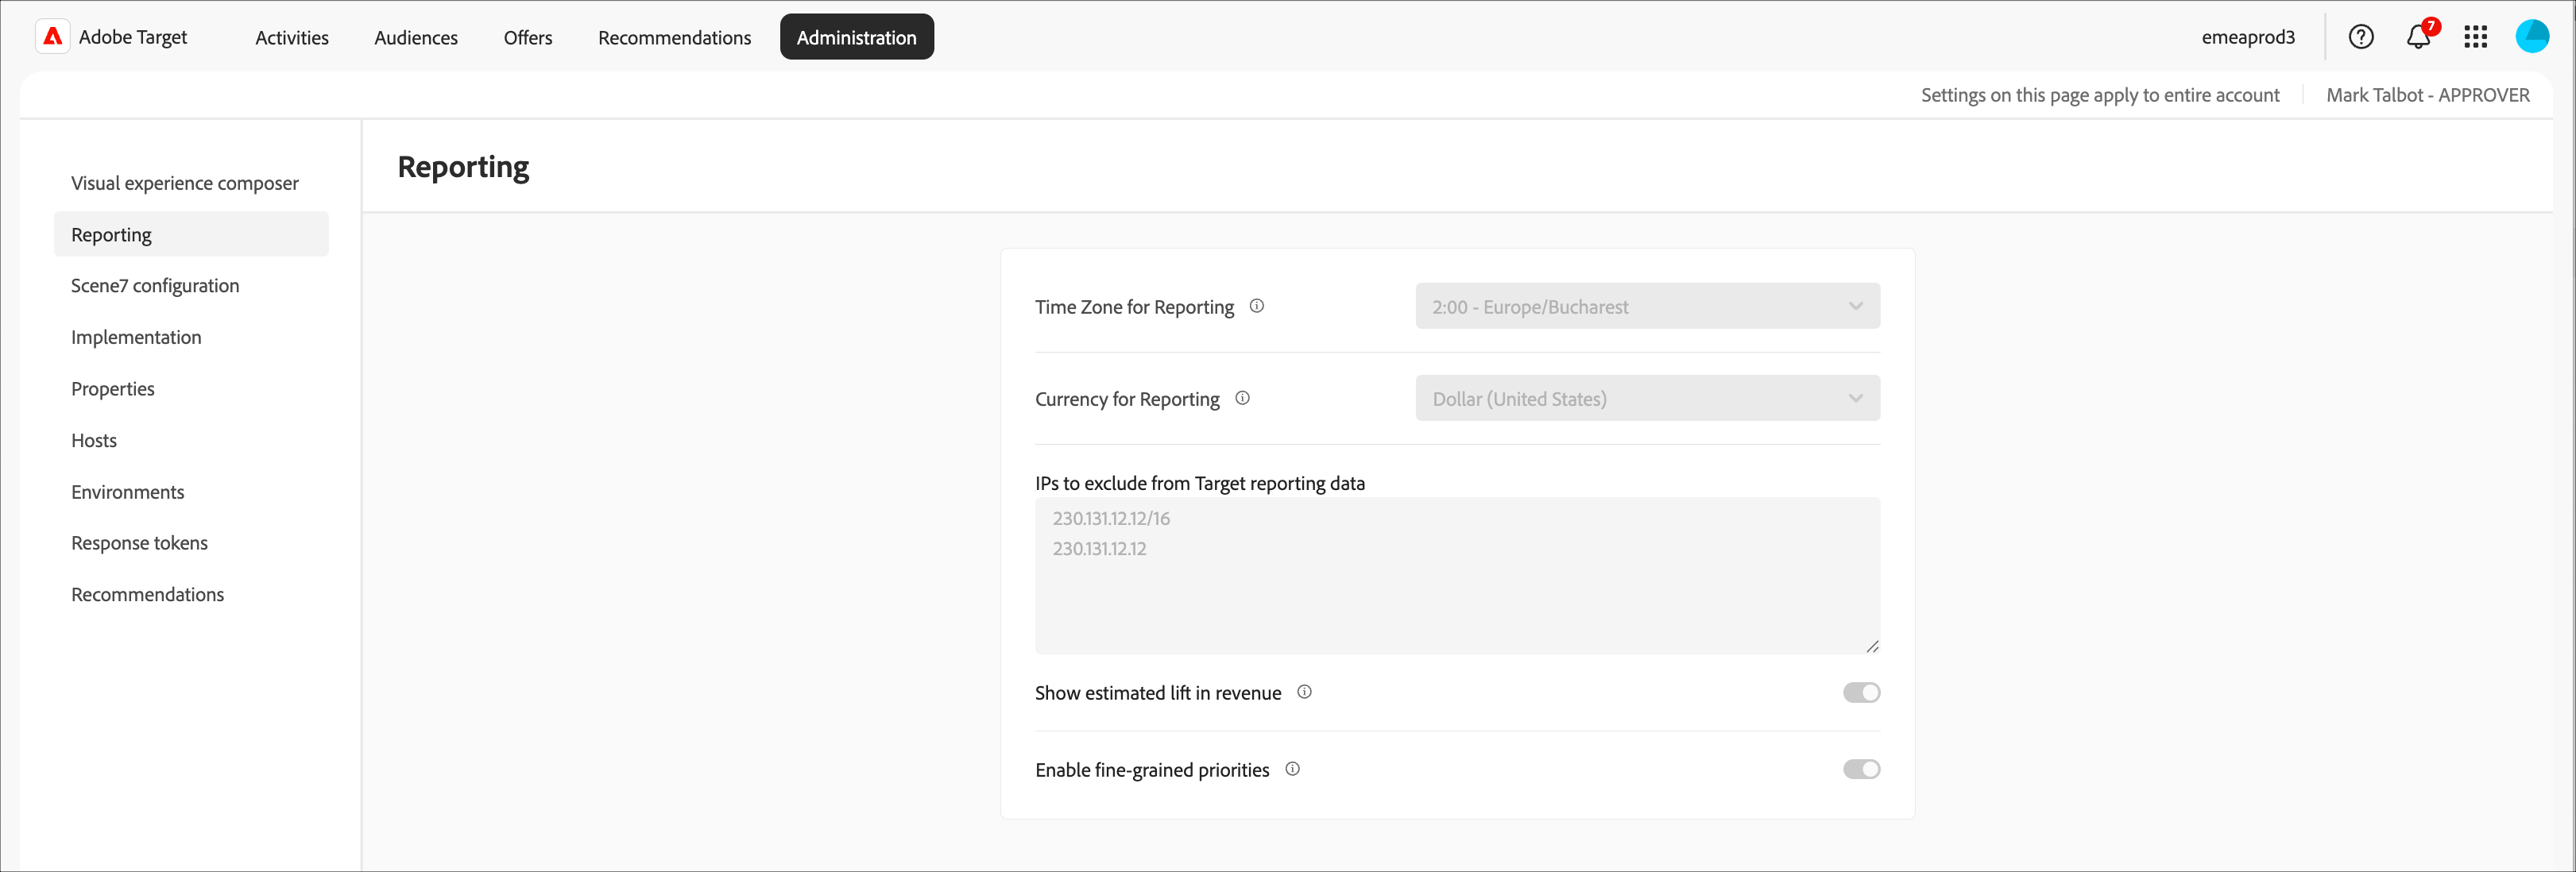 Adobe Target
Activities
Audiences
Offers
Recommendations
Administration
emeaprod3
7
Settings on this page apply to entire account
Mark Talbot - APPROVER
Visual experience composer
Reporting
Scene7 configuration
Implementation
Properties
Hosts
Environments
Response tokens
Recommendations
Reporting
Time Zone for Reporting
2:00 - Europe/Bucharest
Currency for Reporting
Dollar (United States)
IPs to exclude from Target reporting data
230.131.12.12/16
230.131.12.12
Show estimated lift in revenue
Enable fine-grained priorities